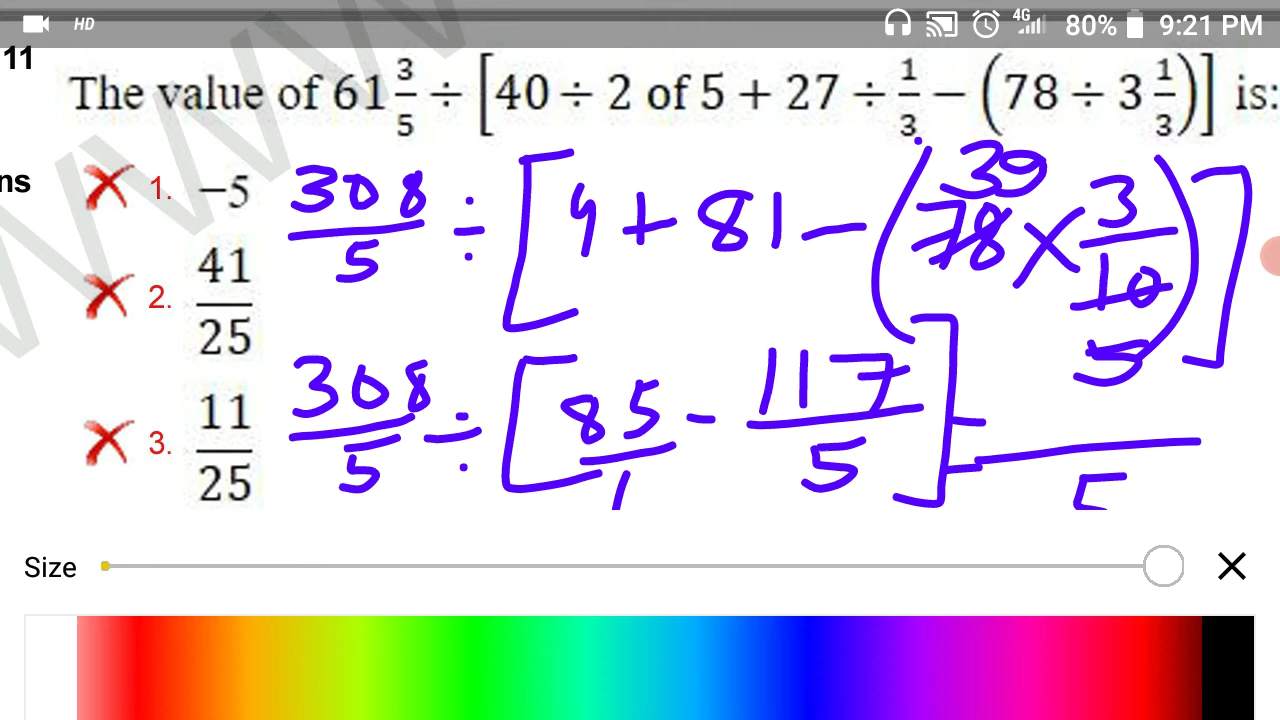 HD 4G 80% 9:21 PM
11
The value of 61 3/5 ÷ [40 ÷ 2 of 5 + 27 ÷ 1/3 − (78 ÷ 3 1/3)] is:
ns
1. −5
308/5 ÷ [4 + 81 − (78 39 × 3/10 5)]
2. 41/25
308/5 ÷ [85/1 - 117/5] = /5
3. 11/25
Size